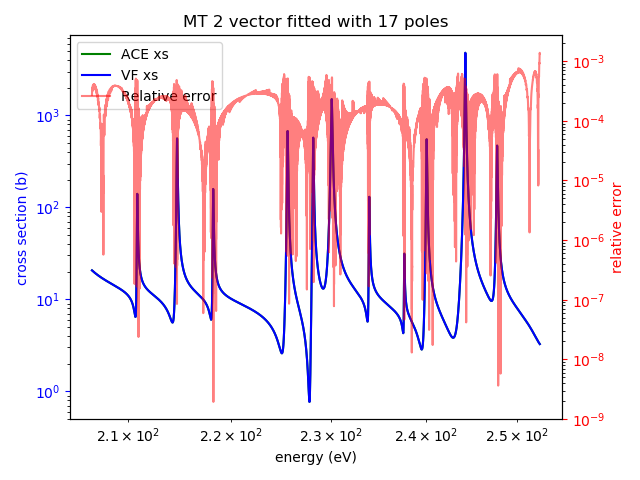 MT 2 vector fitted with 17 poles
ACE xs
VF xs
Relative error
cross section (b)
10³
10²
10¹
10⁰
relative error
10⁻³
10⁻⁴
10⁻⁵
10⁻⁶
10⁻⁷
10⁻⁸
10⁻⁹
2.1 × 10² 2.2 × 10² 2.3 × 10² 2.4 × 10² 2.5 × 10²
energy (eV)